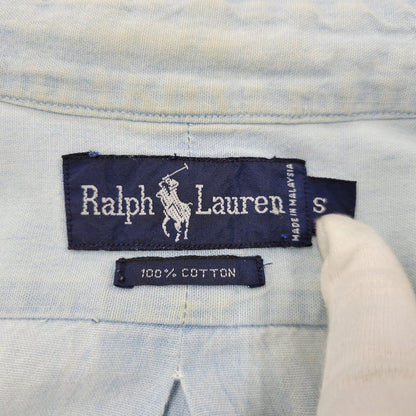 Ralph Lauren
MADE IN MALAYSIA
S
100% COTTON